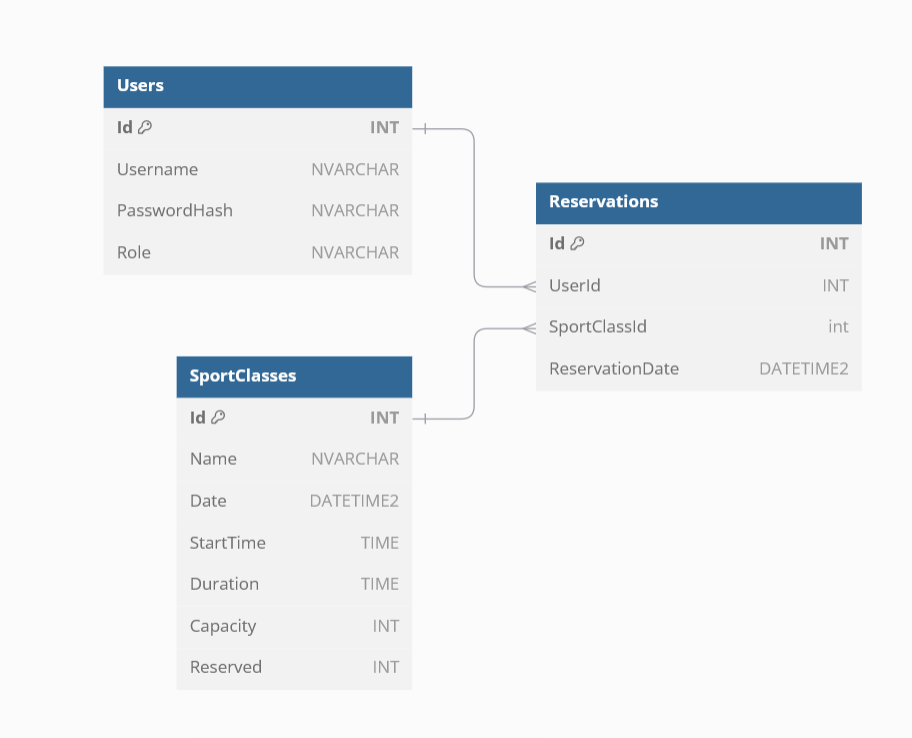 Users
Id INT
Username NVARCHAR
PasswordHash NVARCHAR
Role NVARCHAR
Reservations
Id INT
UserId INT
SportClassId int
ReservationDate DATETIME2
SportClasses
Id INT
Name NVARCHAR
Date DATETIME2
StartTime TIME
Duration TIME
Capacity INT
Reserved INT